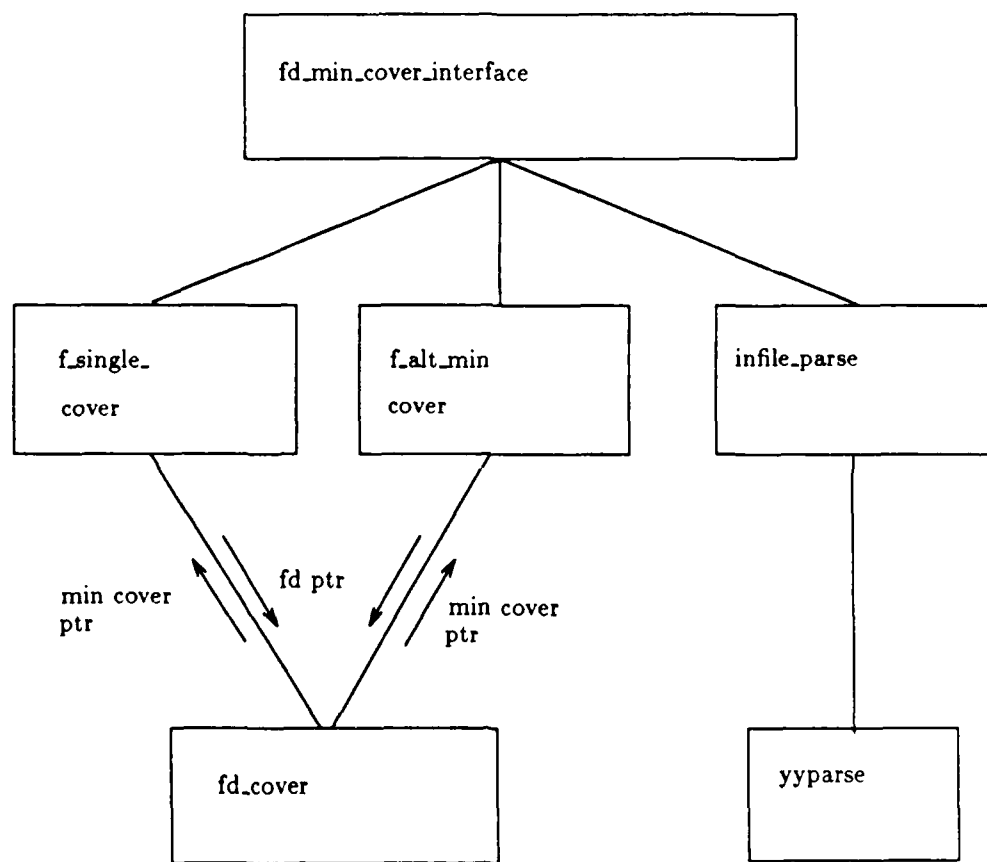 fd_min_cover_interface
f_single_
cover
f_alt_min
cover
infile_parse
min cover
ptr
fd ptr
min cover
ptr
fd_cover
yyparse